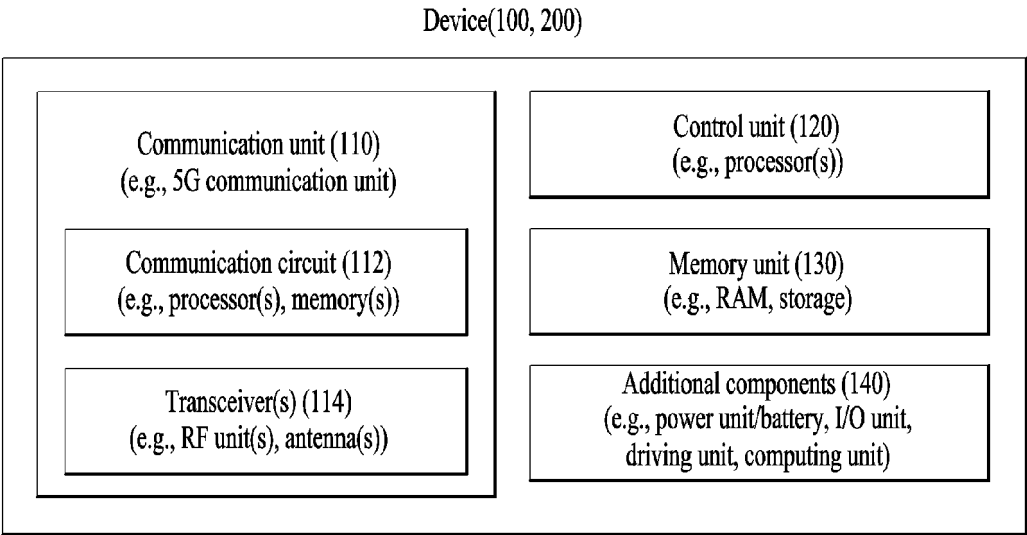 Device(100, 200)
Communication unit (110)
(e.g., 5G communication unit)
Communication circuit (112)
(e.g., processor(s), memory(s))
Transceiver(s) (114)
(e.g., RF unit(s), antenna(s))
Control unit (120)
(e.g., processor(s))
Memory unit (130)
(e.g., RAM, storage)
Additional components (140)
(e.g., power unit/battery, I/O unit,
driving unit, computing unit)